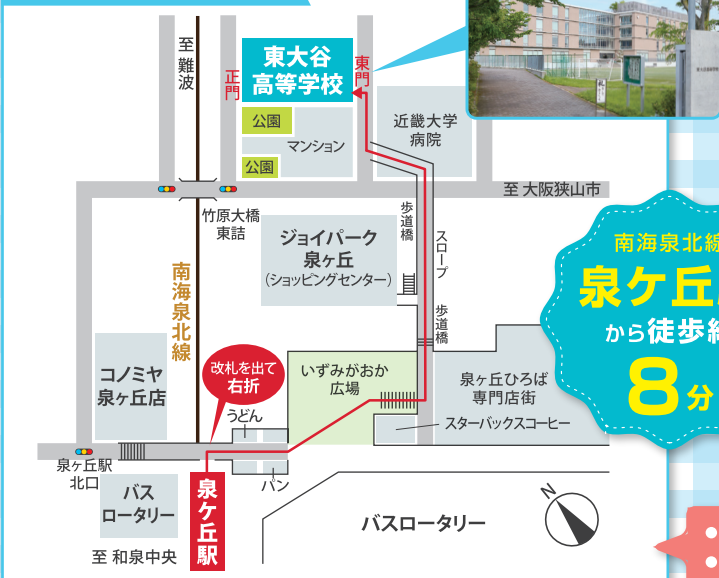 至 難波
正門
東大谷
高等学校
東門
公園
マンション
公園
近畿大学
病院
至 大阪狭山市
竹原大橋
東詰
歩道橋
スロープ
ジョイパーク
泉ヶ丘
(ショッピングセンター)
南海泉北線
歩道橋
南海泉北線
泉ケ丘
から徒歩約
8分
コノミヤ
泉ヶ丘店
改札を出て
右折
いずみがおか
広場
泉ヶ丘ひろば
専門店街
うどん
スターバックスコーヒー
泉ヶ丘駅
北口
パン
バス
ロータリー
泉ケ丘駅
バスロータリー
N
至 和泉中央